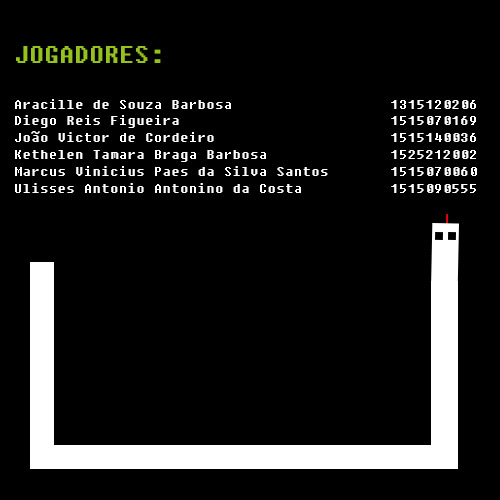 JOGADORES:
Aracille de Souza Barbosa 1315120206
Diego Reis Figueira 1515070169
João Victor de Cordeiro 1515140036
Kethelen Tamara Braga Barbosa 1525212002
Marcus Vinicius Paes da Silva Santos 1515070060
Ulisses Antonio Antonino da Costa 1515090555